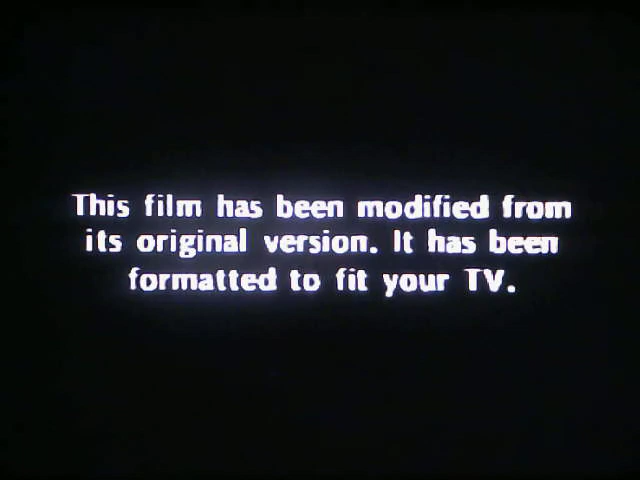 This film has been modified from
its original version. It has been
formatted to fit your TV.